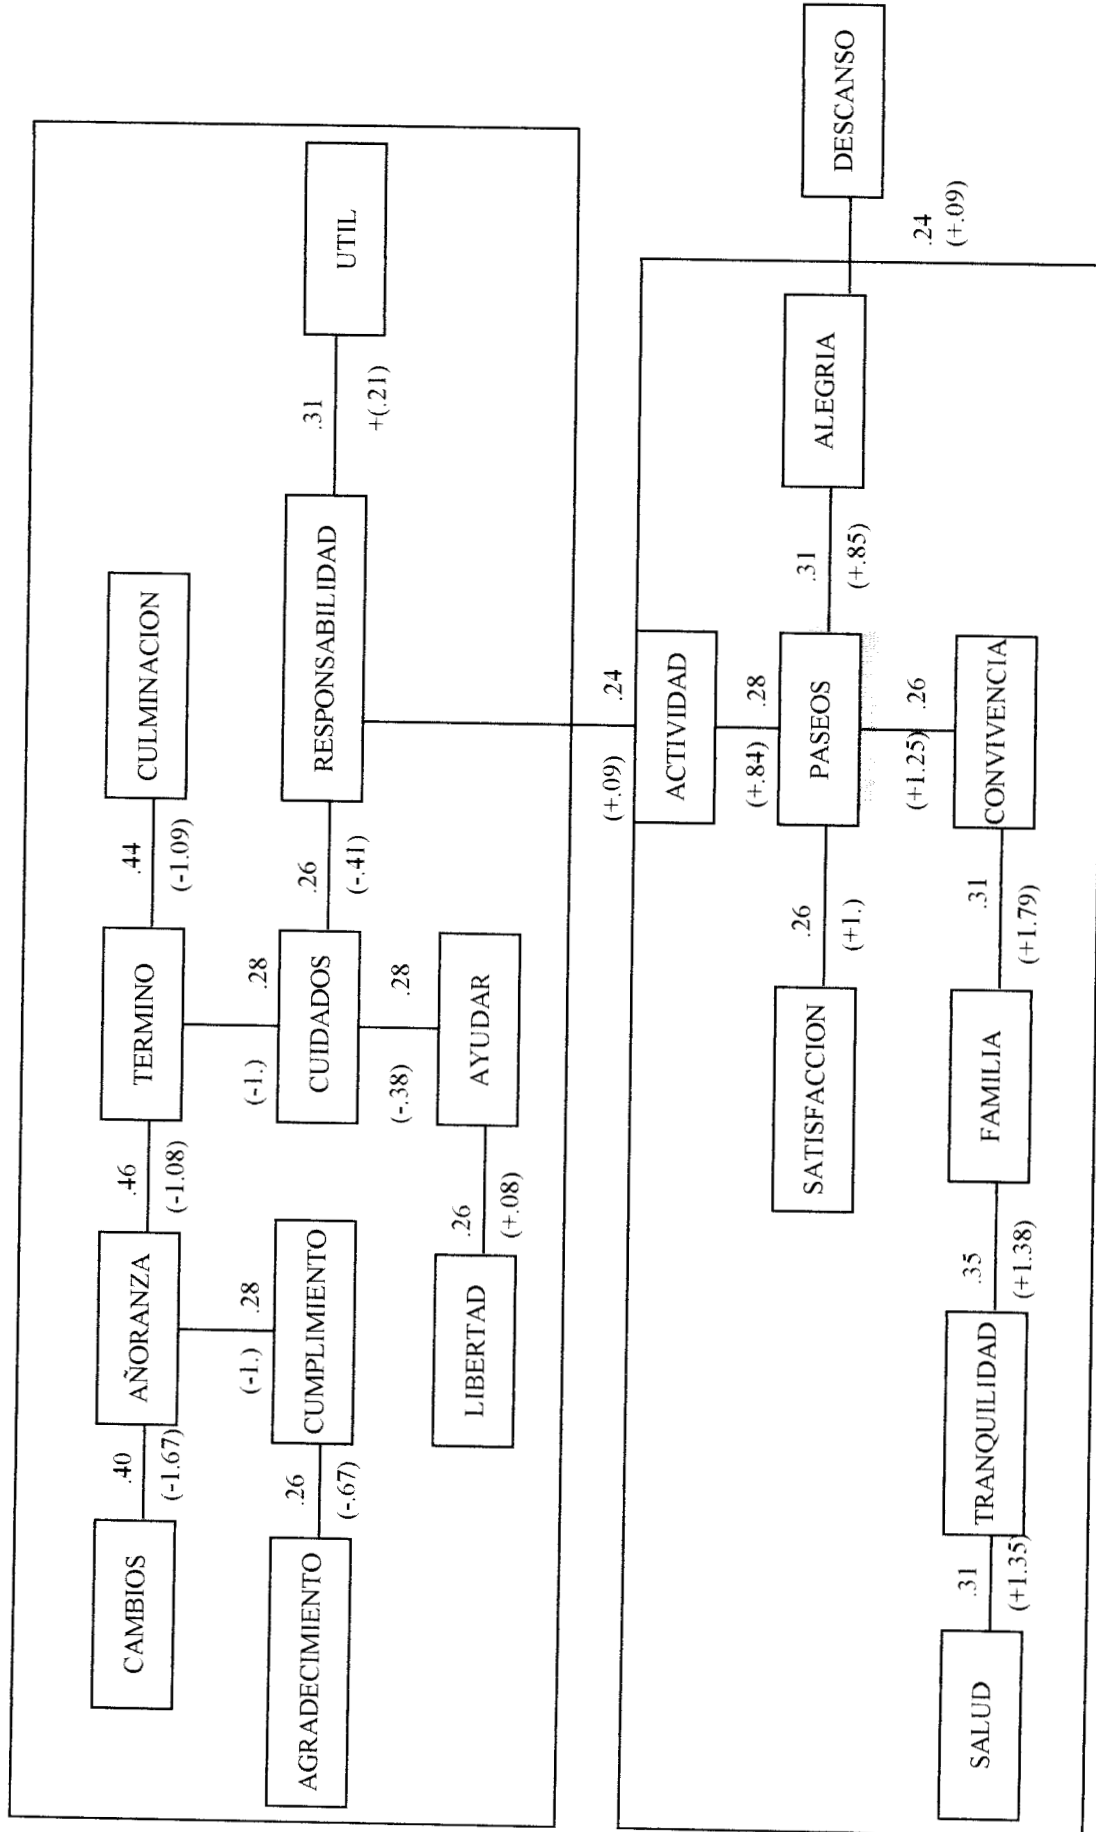 CULMINACION
.44
(-1.09)
TERMINO
.46
(-1.08)
AÑORANZA
.40
(-1.67)
CAMBIOS
UTIL
.31
+(.21)
RESPONSABILIDAD
.26
(-.41)
CUIDADOS
.28
(-1.)
.28
(-1.)
CUMPLIMIENTO
.26
(-.67)
AGRADECIMIENTO
.28
(-.38)
AYUDAR
.26
(+.08)
LIBERTAD
.24
(+.09)
ACTIVIDAD
.28
(+.84)
DESCANSO
.24
(+.09)
ALEGRIA
.31
(+.85)
PASEOS
.26
(+1.)
SATISFACCION
.26
(+1.25)
CONVIVENCIA
.31
(+1.79)
FAMILIA
.35
(+1.38)
TRANQUILIDAD
.31
(+1.35)
SALUD